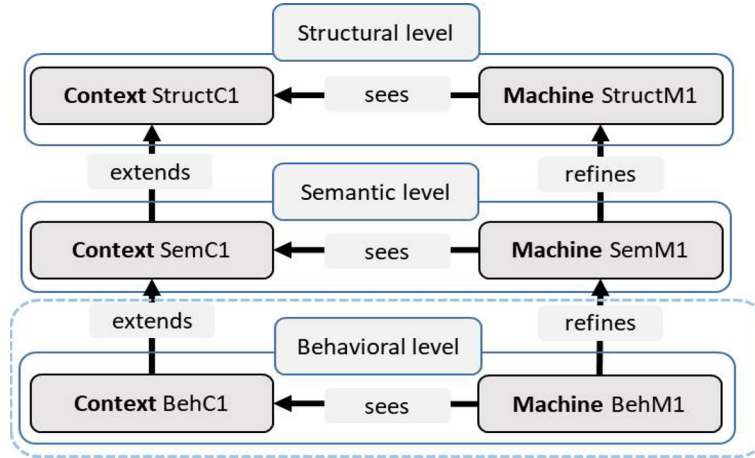 Structural level
Context StructC1
sees
Machine StructM1
extends
refines
Semantic level
Context SemC1
sees
Machine SemM1
extends
refines
Behavioral level
Context BehC1
sees
Machine BehM1